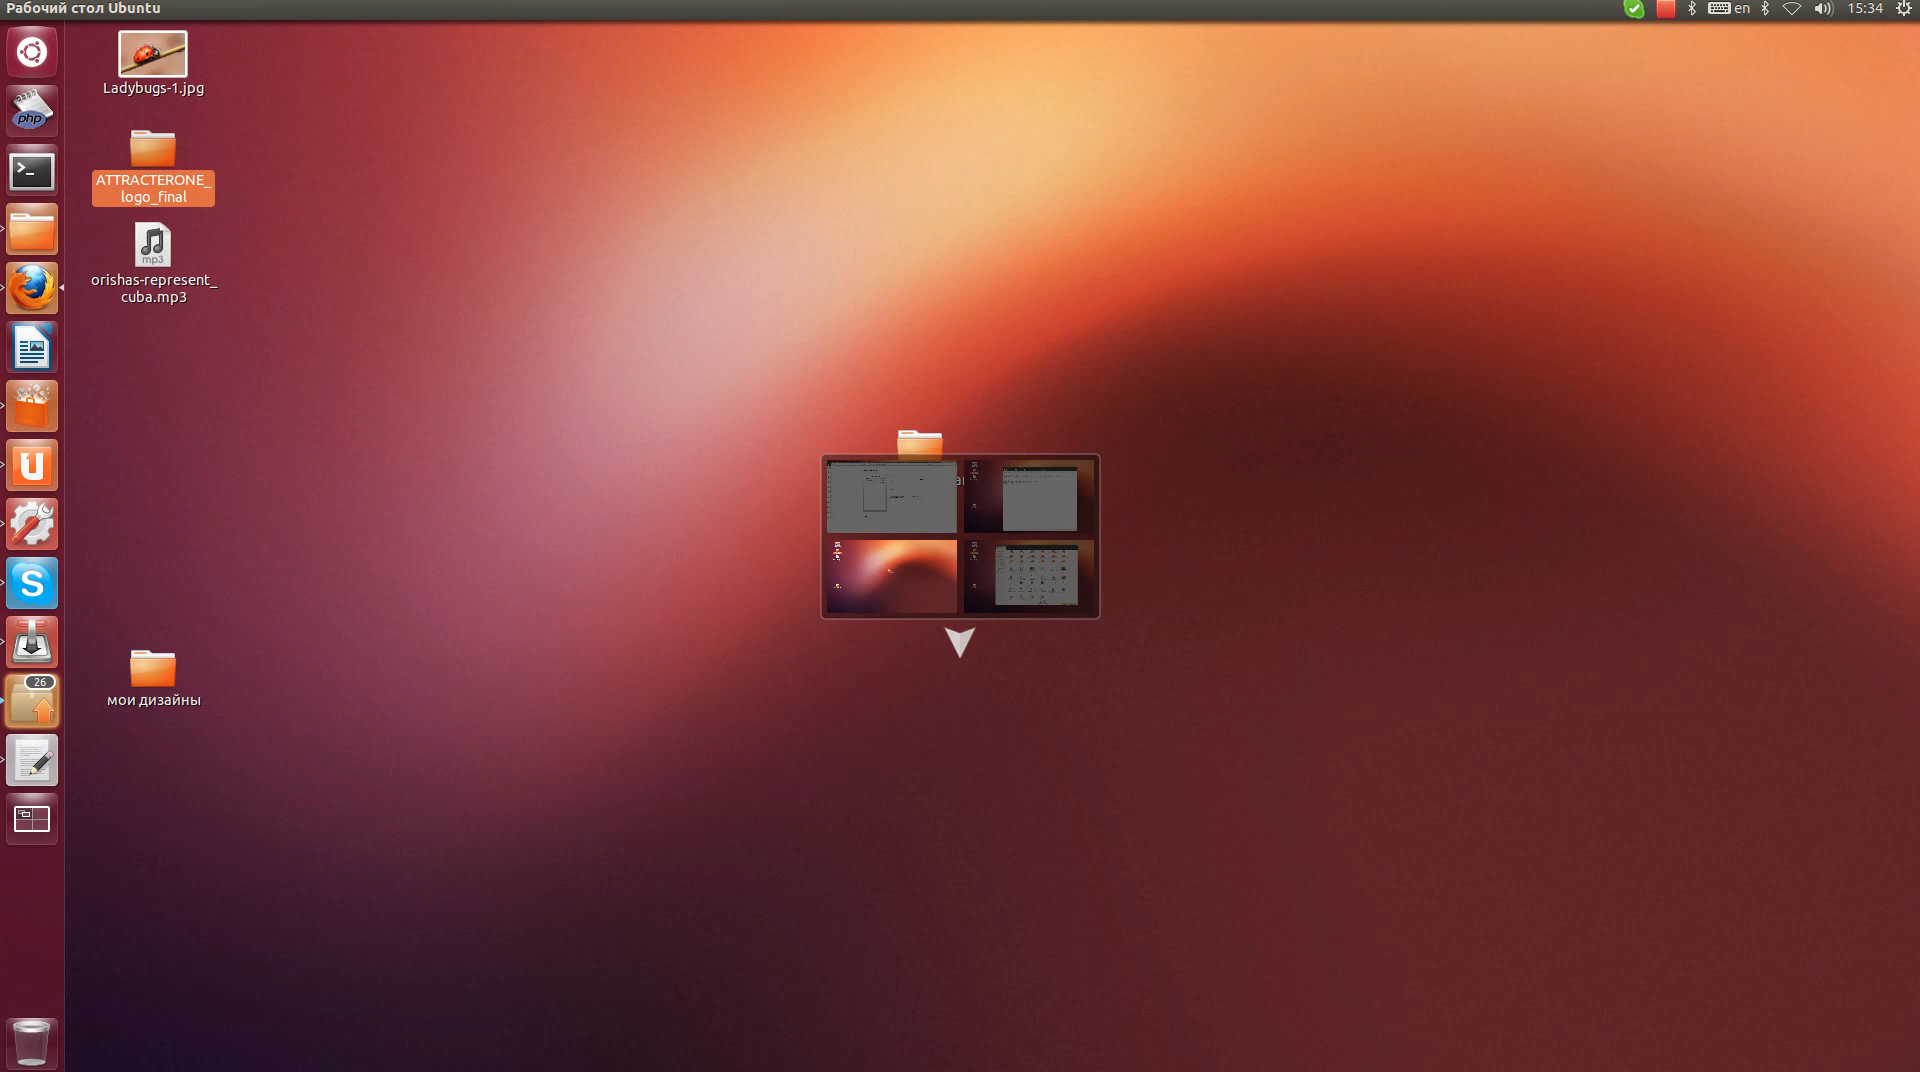 Рабочий стол Ubuntu
en
15:34
Ladybugs-1.jpg
php
ATTRACTERONE_
logo_final
>_
mp3
orishas-represent_
cuba.mp3
U
S
26
мои дизайны